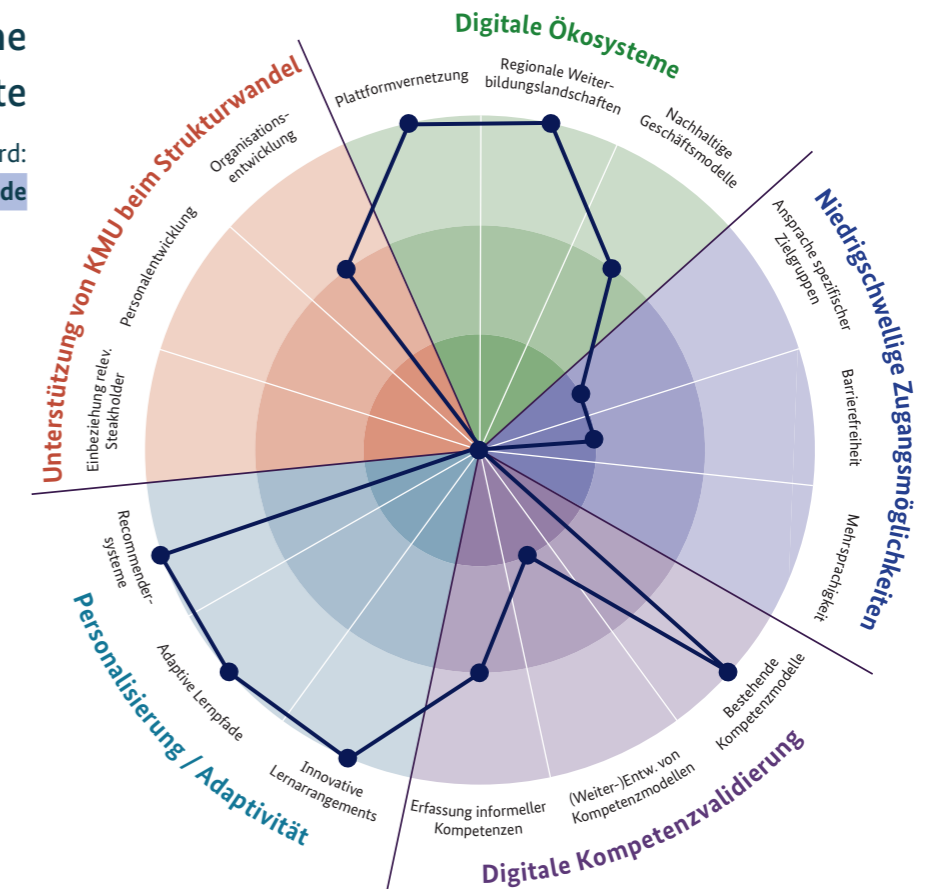 ne
te
rd:
de
Digitale Ökosysteme
Plattformvernetzung
Regionale Weiter-
bildungslandschaften
Nachhaltige
Geschäftsmodelle
Niedrigschwellige Zugangsmöglichkeiten
Ansprache spezifischer
Zielgruppen
Barrierefreiheit
Mehrsprachigkeit
Digitale Kompetenzvalidierung
Bestehende
Kompetenzmodelle
(Weiter-)Entw. von
Kompetenzmodellen
Erfassung informeller
Kompetenzen
Personalisierung / Adaptivität
Innovative
Lernarrangements
Adaptive Lernpfade
Recommender-
systeme
Unterstützung von KMU beim Strukturwandel
Einbeziehung relev.
Steakholder
Personalentwicklung
Organisations-
entwicklung